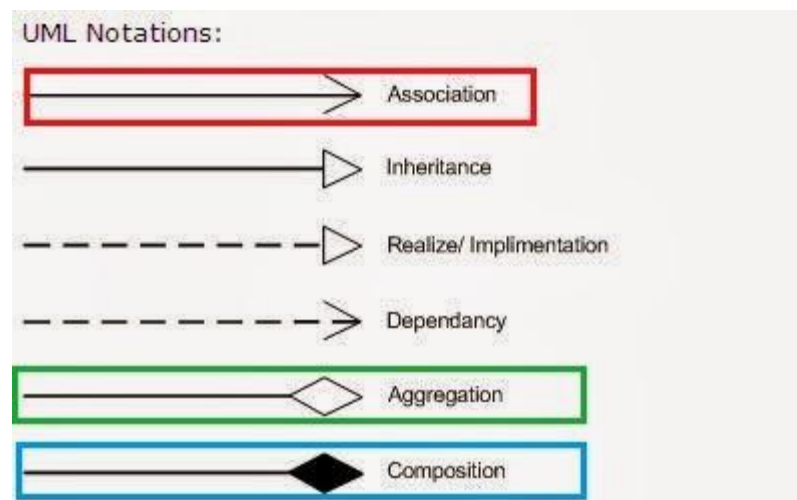 UML Notations:
Association
Inheritance
Realize/ Implimentation
Dependancy
Aggregation
Composition